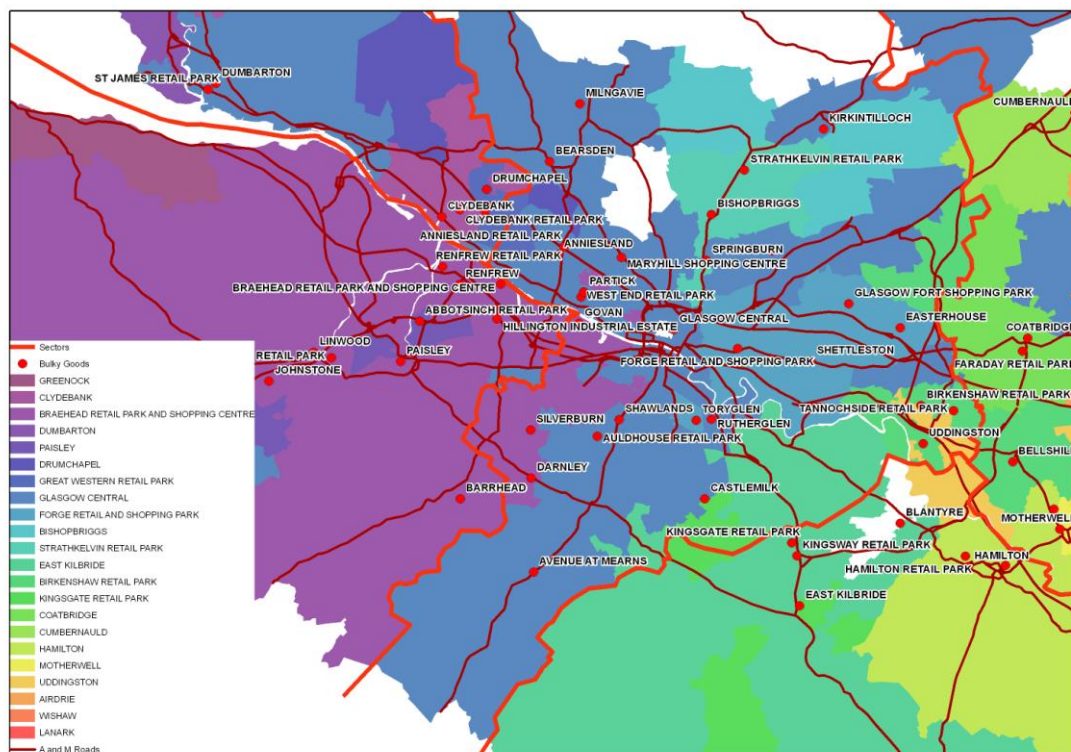 CUMBERNAULD
ST JAMES RETAIL PARK
DUMBARTON
MILNGAVIE
KIRKINTILLOCH
BEARSDEN
STRATHKELVIN RETAIL PARK
DRUMCHAPEL
CLYDEBANK
CLYDEBANK RETAIL PARK
BISHOPBRIGGS
ANNIESLAND RETAIL PARK
ANNIESLAND
SPRINGBURN
RENFREW RETAIL PARK
MARYHILL SHOPPING CENTRE
RENFREW
PARTICK
BRAEHEAD RETAIL PARK AND SHOPPING CENTRE
WEST END RETAIL PARK
GLASGOW FORT SHOPPING PARK
ABBOTSINCH RETAIL PARK
GOVAN
GLASGOW CENTRAL
EASTERHOUSE
HILLINGTON INDUSTRIAL ESTATE
COATBRIDGE
LINWOOD
PAISLEY
SHETTLESTON
RETAIL PARK
FORGE RETAIL AND SHOPPING PARK
FARADAY RETAIL PARK
JOHNSTONE
BIRKENSHAW RETAIL PARK
SILVERBURN
SHAWLANDS
TORYGLEN
TANNOCHSIDE RETAIL PARK
RUTHERGLEN
AULDHOUSE RETAIL PARK
UDDINGSTON
BELLSHILL
DARNLEY
BARRHEAD
CASTLEMILK
BLANTYRE
MOTHERWELL
KINGSGATE RETAIL PARK
KINGSWAY RETAIL PARK
AVENUE AT MEARNS
HAMILTON
HAMILTON RETAIL PARK
EAST KILBRIDE
Sectors
Bulky Goods
GREENOCK
CLYDEBANK
BRAEHEAD RETAIL PARK AND SHOPPING CENTRE
DUMBARTON
PAISLEY
DRUMCHAPEL
GREAT WESTERN RETAIL PARK
GLASGOW CENTRAL
FORGE RETAIL AND SHOPPING PARK
BISHOPBRIGGS
STRATHKELVIN RETAIL PARK
EAST KILBRIDE
BIRKENSHAW RETAIL PARK
KINGSGATE RETAIL PARK
COATBRIDGE
CUMBERNAULD
HAMILTON
MOTHERWELL
UDDINGSTON
AIRDRIE
WISHAW
LANARK
A and M Roads